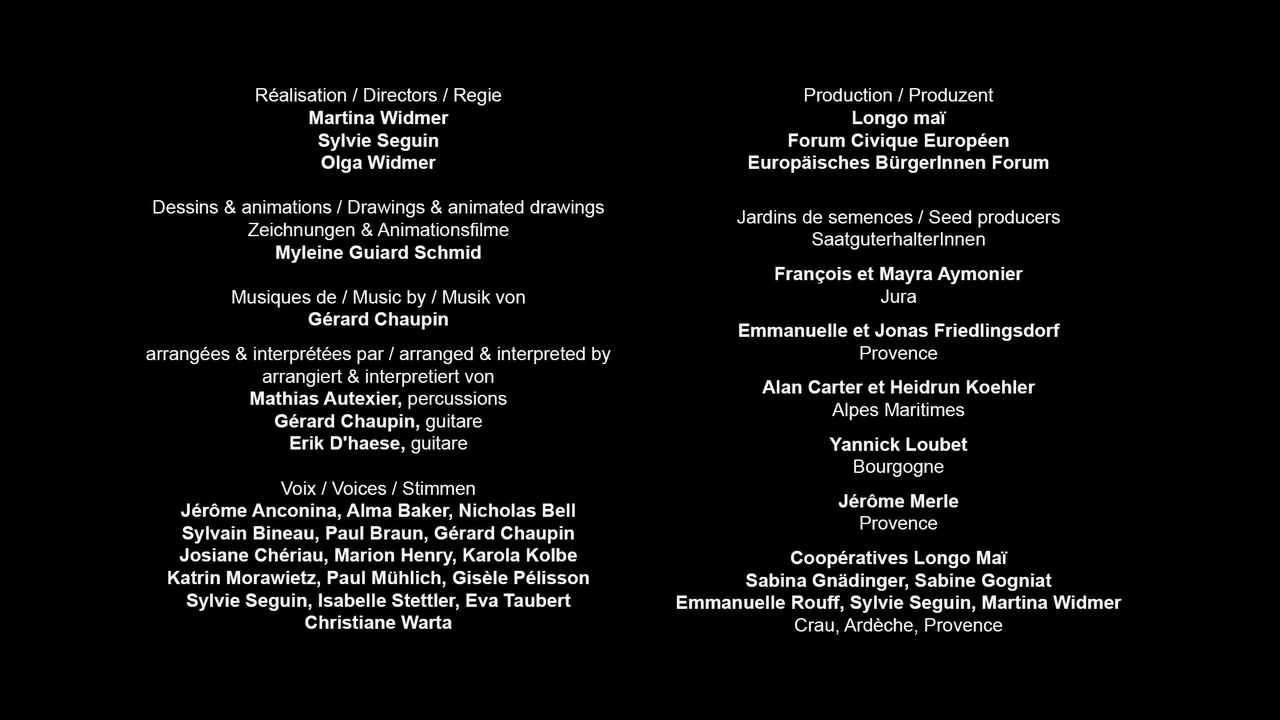 Réalisation / Directors / Regie
Martina Widmer
Sylvie Seguin
Olga Widmer
Dessins & animations / Drawings & animated drawings
Zeichnungen & Animationsfilme
Myleine Guiard Schmid
Musiques de / Music by / Musik von
Gérard Chaupin
arrangées & interprétées par / arranged & interpreted by
arrangiert & interpretiert von
Mathias Autexier, percussions
Gérard Chaupin, guitare
Erik D'haese, guitare
Voix / Voices / Stimmen
Jérôme Anconina, Alma Baker, Nicholas Bell
Sylvain Bineau, Paul Braun, Gérard Chaupin
Josiane Chériau, Marion Henry, Karola Kolbe
Katrin Morawietz, Paul Mühlich, Gisèle Pélisson
Sylvie Seguin, Isabelle Stettler, Eva Taubert
Christiane Warta
Production / Produzent
Longo maï
Forum Civique Européen
Europäisches BürgerInnen Forum
Jardins de semences / Seed producers
SaatguterhalterInnen
François et Mayra Aymonier
Jura
Emmanuelle et Jonas Friedlingsdorf
Provence
Alan Carter et Heidrun Koehler
Alpes Maritimes
Yannick Loubet
Bourgogne
Jérôme Merle
Provence
Coopératives Longo Maï
Sabina Gnädinger, Sabine Gogniat
Emmanuelle Rouff, Sylvie Seguin, Martina Widmer
Crau, Ardèche, Provence